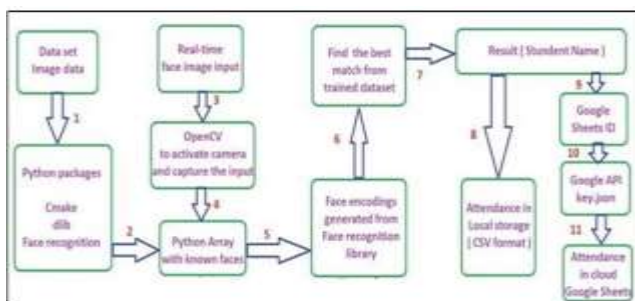 Data set
Image data
1
Python packages
Cmake
dlib
Face recognition
2
Real-time
face image input
3
OpenCV
to activate camera
and capture the input
4
Python Array
with known faces
5
Face encodings
generated from
Face recognition
library
6
Find the best
match from
trained dataset
7
Result ( Stundent Name )
8
Attendance in
Local storage
( CSV format )
9
Google
Sheets ID
10
Google API
key.json
11
Attendance
in cloud
Google Sheets